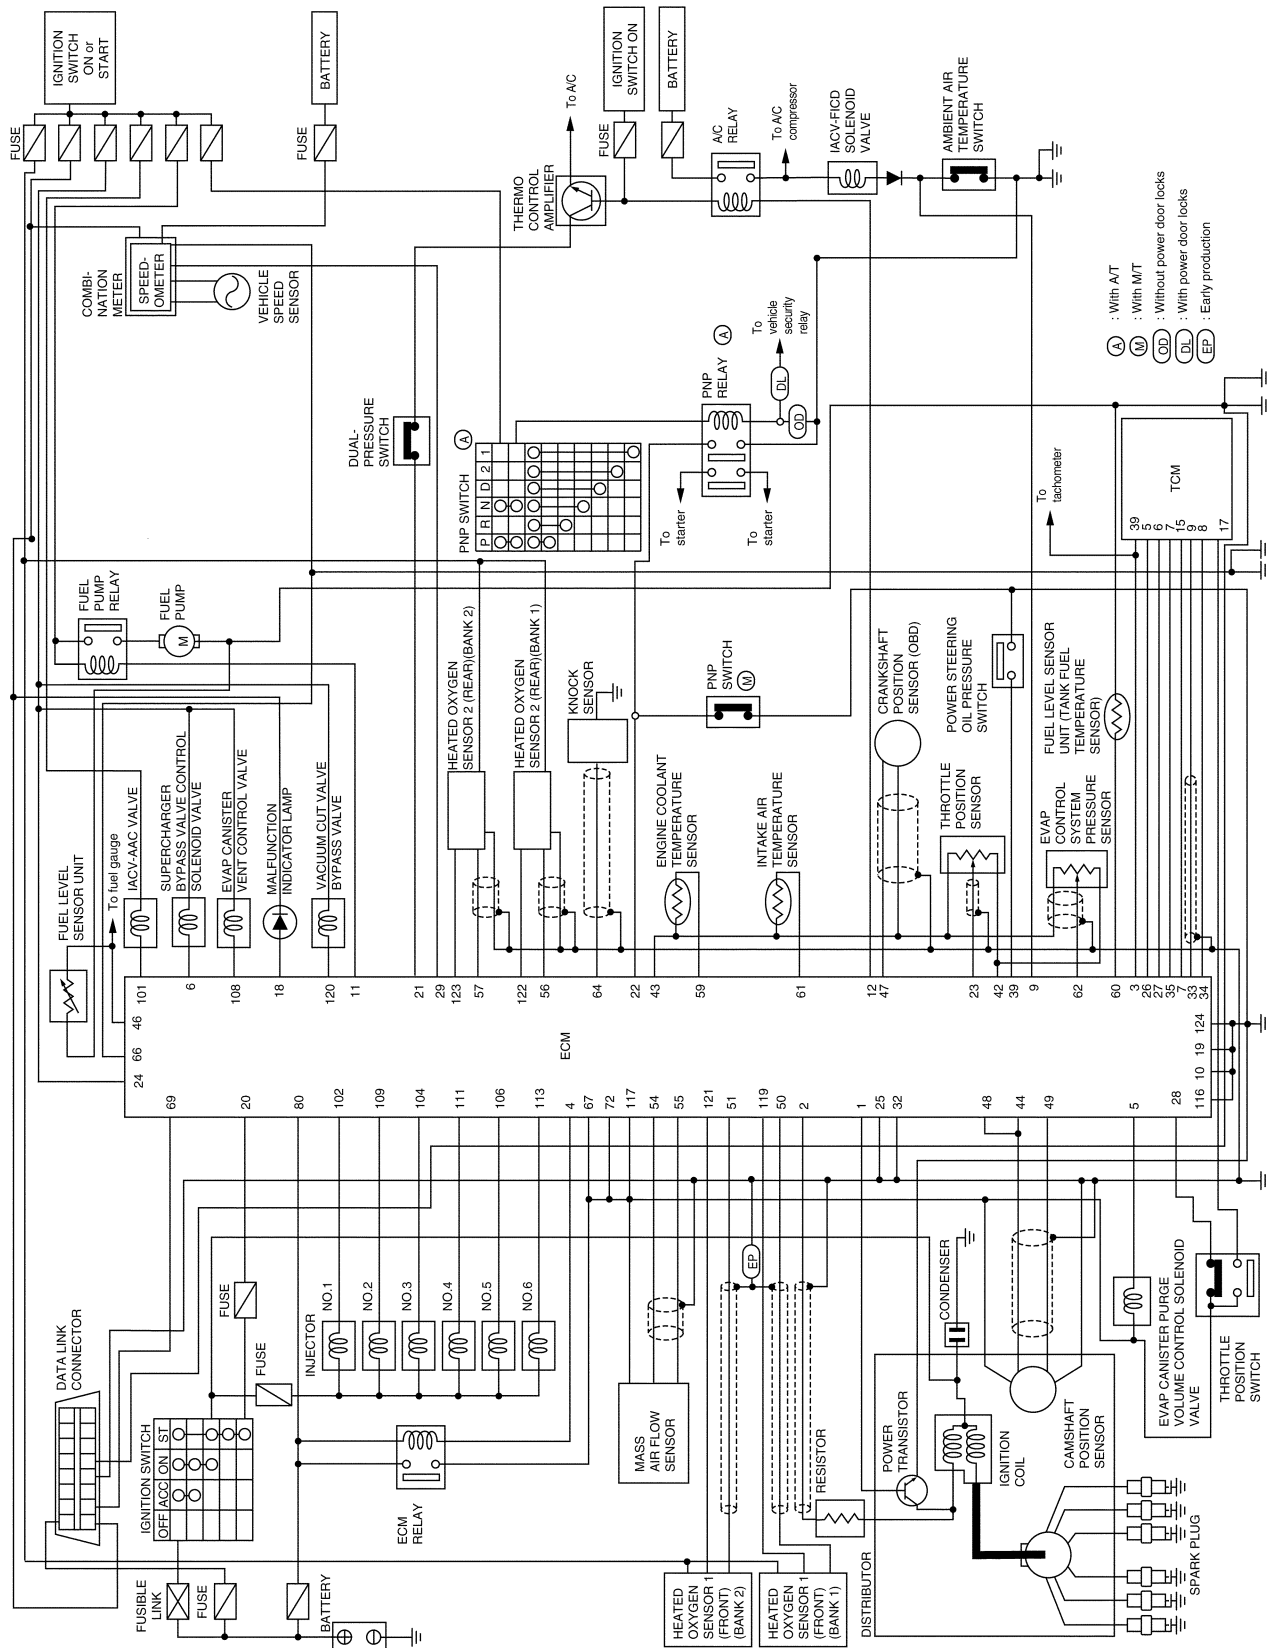 IGNITION
SWITCH
ON or
START
BATTERY
IGNITION
SWITCH ON
BATTERY
FUSE
FUSE
To A/C
FUSE
A/C
RELAY
To A/C
compressor
IACV-FICD
SOLENOID
VALVE
AMBIENT AIR
TEMPERATURE
SWITCH
THERMO
CONTROL
AMPLIFIER
COMBI-
NATION
METER
SPEED-
OMETER
VEHICLE
SPEED
SENSOR
A : With A/T
M : With M/T
OD : Without power door locks
DL : With power door locks
EP : Early production
DUAL-
PRESSURE
SWITCH
PNP SWITCH
A
P R N D 2 1
PNP
RELAY
A
To
vehicle
security
relay
DL
OD
To
starter
To
starter
To
tachometer
TCM
39
5
6
7
15
9
8
17
FUEL
PUMP
RELAY
FUEL
PUMP
M
HEATED OXYGEN
SENSOR 2 (REAR)(BANK 2)
HEATED OXYGEN
SENSOR 2 (REAR)(BANK 1)
KNOCK
SENSOR
PNP
SWITCH
M
CRANKSHAFT
POSITION
SENSOR (OBD)
POWER STEERING
OIL PRESSURE
SWITCH
FUEL LEVEL SENSOR
UNIT (TANK FUEL
TEMPERATURE
SENSOR)
FUEL LEVEL
SENSOR UNIT
To fuel gauge
IACV-AAC VALVE
SUPERCHARGER
BYPASS VALVE CONTROL
SOLENOID VALVE
EVAP CANISTER
VENT CONTROL VALVE
MALFUNCTION
INDICATOR LAMP
VACUUM CUT VALVE
BYPASS VALVE
ENGINE COOLANT
TEMPERATURE
SENSOR
INTAKE AIR
TEMPERATURE
SENSOR
THROTTLE
POSITION
SENSOR
EVAP
CONTROL
SYSTEM
PRESSURE
SENSOR
101
6
108
18
120
11
21
29
123
57
122
56
64
22
43
59
61
12
47
23
42
39
9
62
60
3
26
27
35
7
33
34
46
66
24
ECM
124
19
10
116
69
20
80
102
109
104
111
106
113
4
67
72
117
54
55
121
51
119
50
2
1
25
32
48
44
49
5
28
DATA LINK
CONNECTOR
FUSE
FUSE
INJECTOR
NO.1
NO.2
NO.3
NO.4
NO.5
NO.6
EP
CONDENSER
IGNITION SWITCH
OFF ACC ON ST
ECM
RELAY
MASS
AIR FLOW
SENSOR
RESISTOR
POWER
TRANSISTOR
IGNITION
COIL
CAMSHAFT
POSITION
SENSOR
EVAP CANISTER PURGE
VOLUME CONTROL SOLENOID
VALVE
THROTTLE
POSITION
SWITCH
FUSIBLE
LINK
FUSE
BATTERY
HEATED
OXYGEN
SENSOR 1
(FRONT)
(BANK 2)
HEATED
OXYGEN
SENSOR 1
(FRONT)
(BANK 1)
DISTRIBUTOR
SPARK PLUG